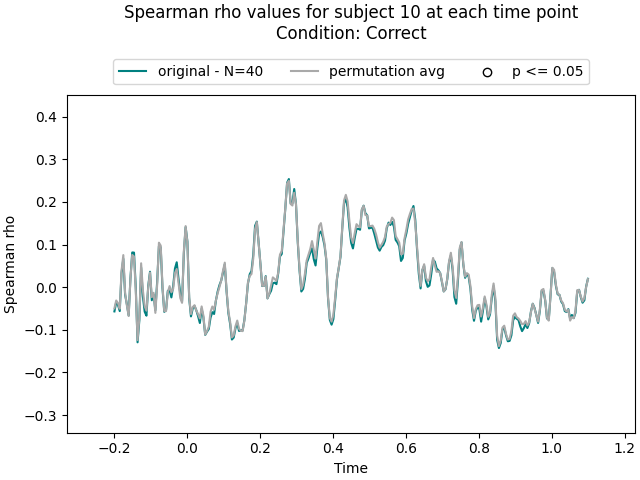 Spearman rho values for subject 10 at each time point
Condition: Correct
original - N=40 permutation avg p <= 0.05
0.4
0.3
0.2
0.1
0.0
−0.1
−0.2
−0.3
Spearman rho
−0.2 0.0 0.2 0.4 0.6 0.8 1.0 1.2
Time